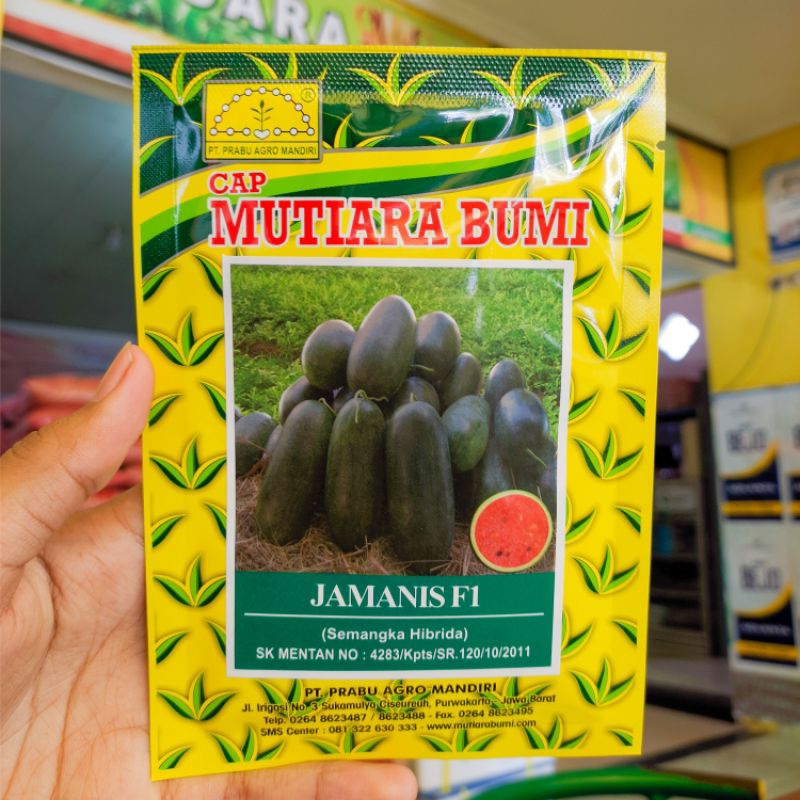 GARA
®
PT. PRABU AGRO MANDIRI
CAP
MUTIARA BUMI
JAMANIS F1
(Semangka Hibrida)
SK MENTAN NO : 4283/Kpts/SR.120/10/2011
PT. PRABU AGRO MANDIRI
Jl. Irigasi No. 3 Sukamulya Ciseureuh, Purwakarta - Jawa Barat
Telp. 0264 8623487 / 8623488 - Fax. 0264 8623495
SMS Center : 081 322 630 333 - www.mutiarabumi.com